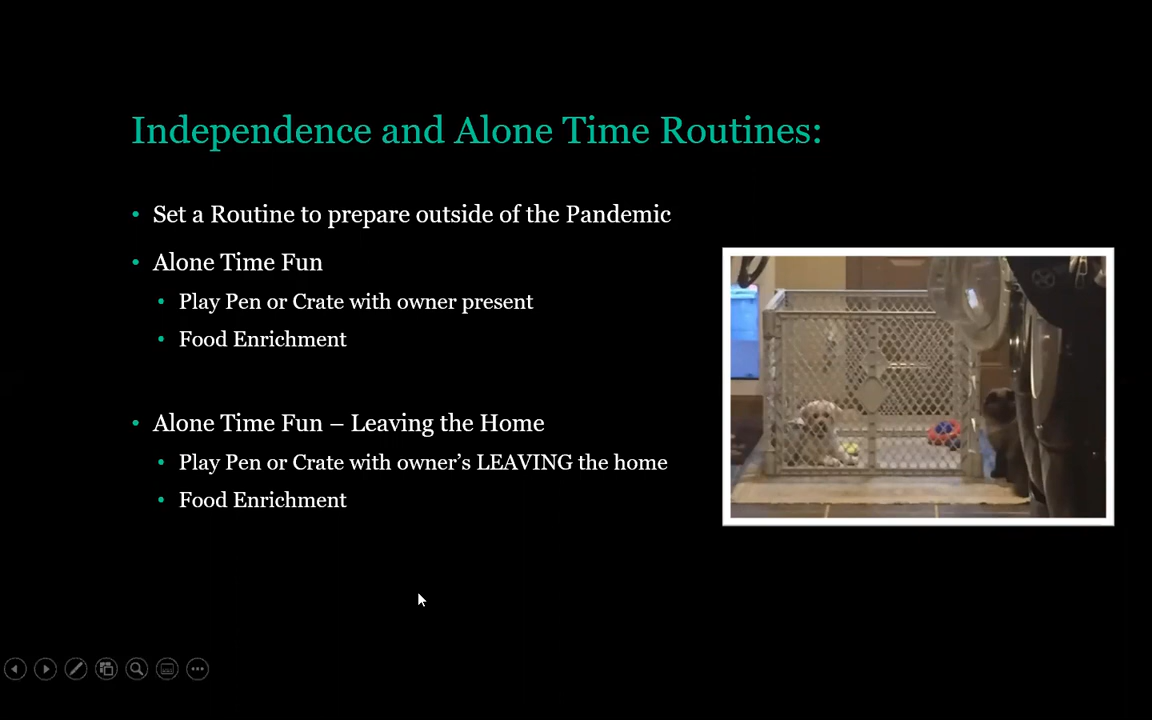 Independence and Alone Time Routines:
• Set a Routine to prepare outside of the Pandemic
• Alone Time Fun
• Play Pen or Crate with owner present
• Food Enrichment
• Alone Time Fun – Leaving the Home
• Play Pen or Crate with owner’s LEAVING the home
• Food Enrichment